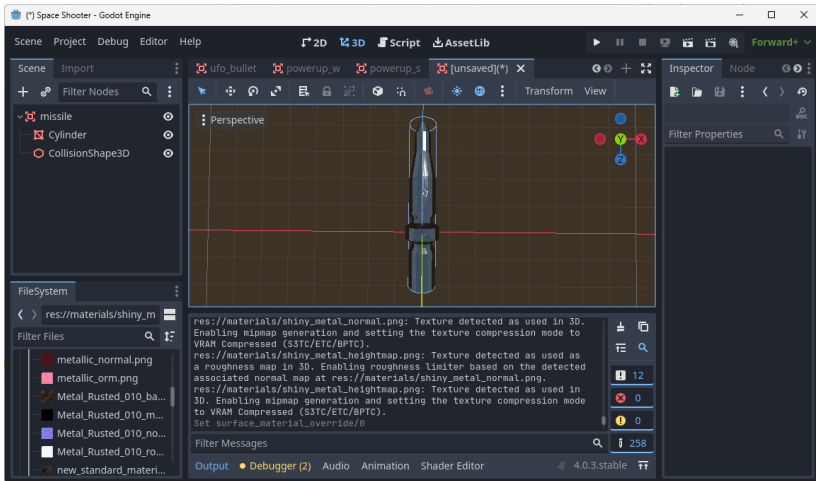 (*) Space Shooter - Godot Engine
Scene Project Debug Editor Help
2D 3D Script AssetLib
Forward+
Scene Import
ufo_bullet powerup_w powerup_s [unsaved](*)
Inspector Node
Filter Nodes
Transform View
missile
Cylinder
CollisionShape3D
Perspective
Y X Z
DOC
Filter Properties
FileSystem
res://materials/shiny_m
Filter Files
metallic_normal.png
metallic_orm.png
Metal_Rusted_010_ba...
Metal_Rusted_010_m...
Metal_Rusted_010_no...
Metal_Rusted_010_ro...
new_standard_materi...
res://materials/shiny_metal_normal.png: Texture detected as used in 3D.
Enabling mipmap generation and setting the texture compression mode to
VRAM Compressed (S3TC/ETC/BPTC).
res://materials/shiny_metal_heightmap.png: Texture detected as used as
a roughness map in 3D. Enabling roughness limiter based on the detected
associated normal map at res://materials/shiny_metal_normal.png.
res://materials/shiny_metal_heightmap.png: Texture detected as used in
3D. Enabling mipmap generation and setting the texture compression mode
to VRAM Compressed (S3TC/ETC/BPTC).
Set surface_material_override/0
12
0
0
258
Filter Messages
Output Debugger (2) Audio Animation Shader Editor
4.0.3.stable